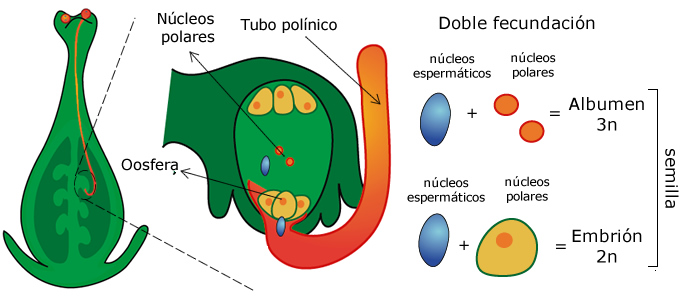 Núcleos
polares
Tubo polínico
Oosfera
Doble fecundación
núcleos
espermáticos
núcleos
polares
+
=
Albumen
3n
núcleos
espermáticos
núcleos
polares
+
=
Embrión
2n
semilla